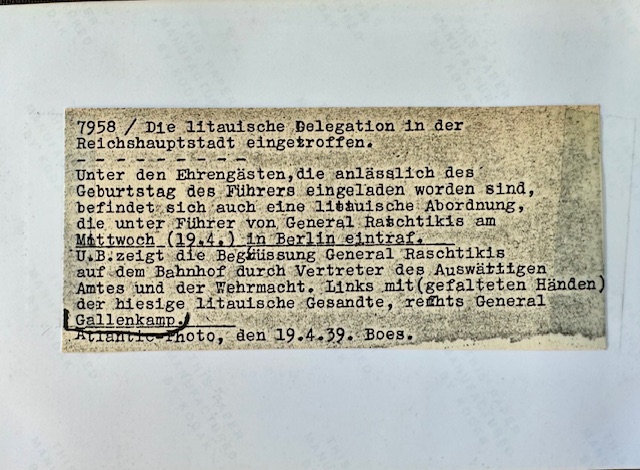 7958 / Die litauische Delegation in der
Reichshauptstadt eingetroffen.
- - - - - - - - - -
Unter den Ehrengästen,die anlässlich des
Geburtstag des Führers eingeladen worden sind,
befindet sich auch eine litauische Abordnung,
die unter Führer von General Raschtikis am
Mittwoch (19.4.) in Berlin eintraf.
U.B.zeigt die Begrüssung General Raschtikis
auf dem Bahnhof durch Vertreter des Auswärtigen
Amtes und der Wehrmacht. Links mit(gefalteten Händen)
der hiesige litauische Gesandte, rechts General
Gallenkamp.
Atlantic-Photo, den 19.4.39. Boes.